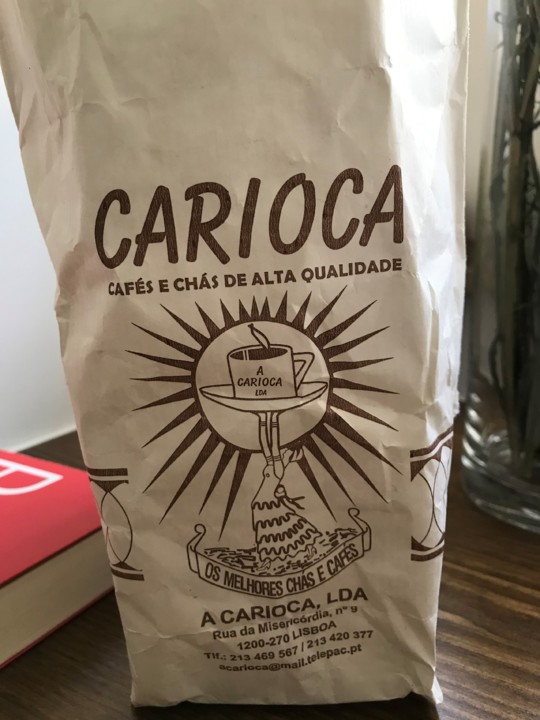 CARIOCA
CAFÉS E CHÁS DE ALTA QUALIDADE
A
CARIOCA
LDA
OS MELHORES CHÁS E CAFÉS
A CARIOCA, LDA
Rua da Misericórdia, nº 9
1200-270 LISBOA
Tlf.: 213 469 567 / 213 420 377
acarioca@mail.telepac.pt